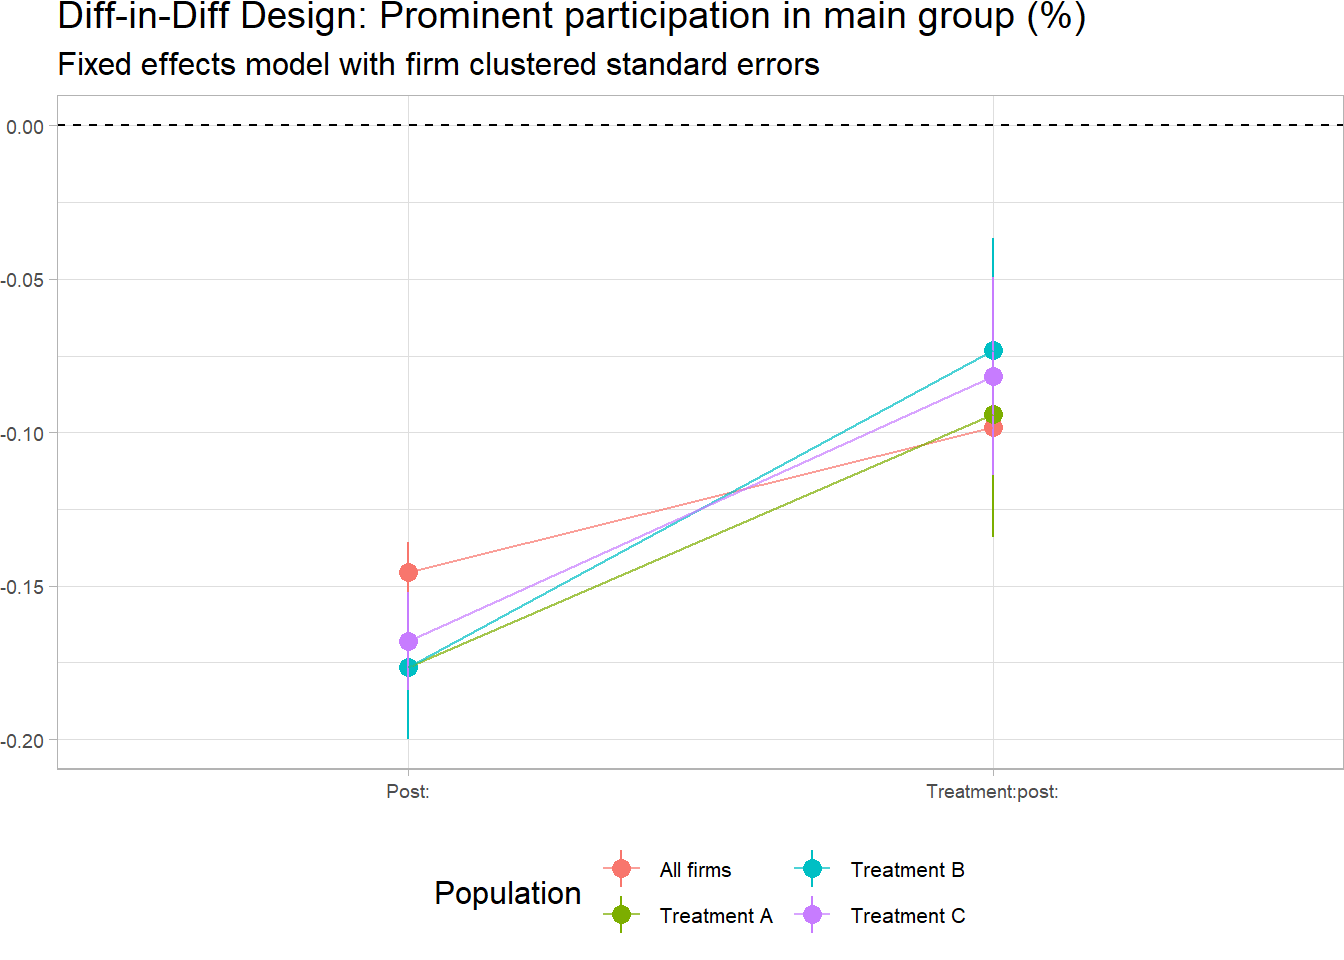 Diff-in-Diff Design: Prominent participation in main group (%)
Fixed effects model with firm clustered standard errors
0.00
-0.05
-0.10
-0.15
-0.20
Post:
Treatment:post:
Population
All firms
Treatment B
Treatment A
Treatment C